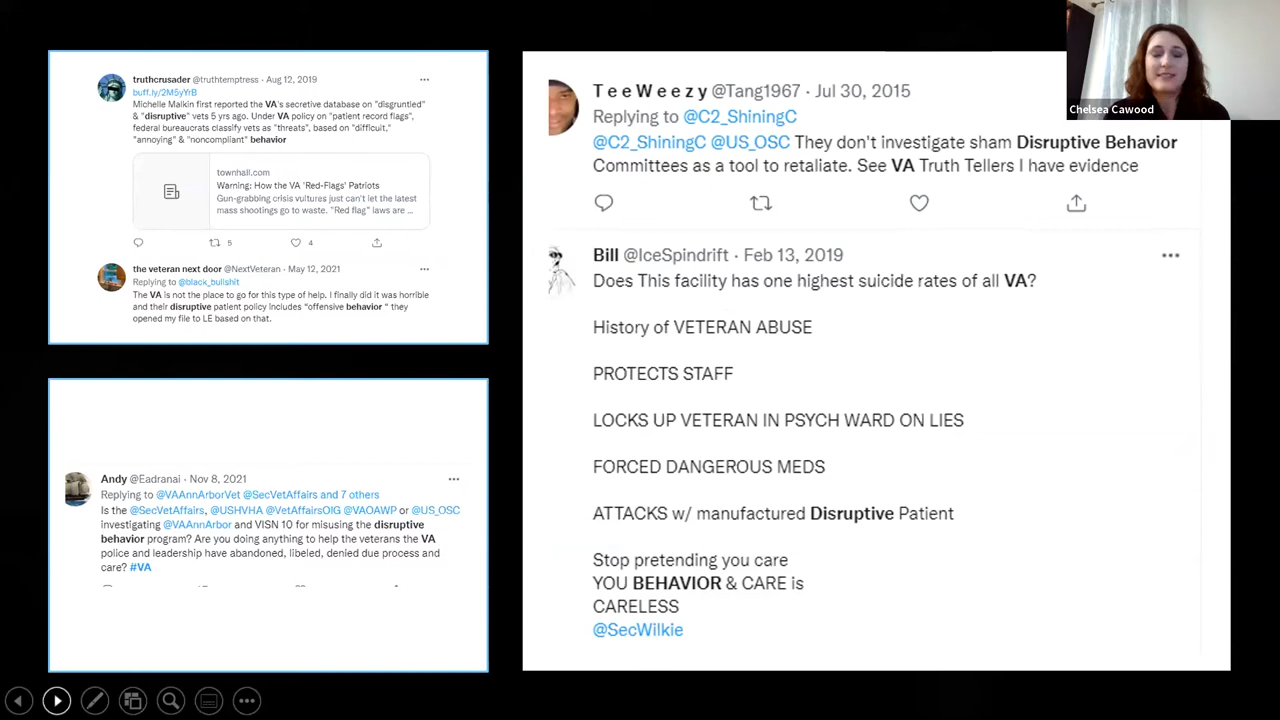 truthcrusader @truthtemptress · Aug 12, 2019
buff.ly/2M5yYrB
Michelle Malkin first reported the VA's secretive database on "disgruntled"
& "disruptive" vets 5 yrs ago. Under VA policy on "patient record flags",
federal bureaucrats classify vets as "threats", based on "difficult,"
"annoying" & "noncompliant" behavior
townhall.com
Warning: How the VA 'Red-Flags' Patriots
Gun-grabbing crisis vultures just can't let the latest
mass shootings go to waste. "Red flag" laws are ...
5 4
the veteran next door @NextVeteran · May 12, 2021
Replying to @black_bullshit
The VA is not the place to go for this type of help. I finally did it was horrible
and their disruptive patient policy includes "offensive behavior " they
opened my file to LE based on that.
Andy @Eadranai · Nov 8, 2021
Replying to @VAAnnArborVet @SecVetAffairs and 7 others
Is the @SecVetAffairs, @USHVHA @VetAffairsOIG @VAOAWP or @US_OSC
investigating @VAAnnArbor and VISN 10 for misusing the disruptive
behavior program? Are you doing anything to help the veterans the VA
police and leadership have abandoned, libeled, denied due process and
care? #VA
T e e W e e z y @Tang1967 · Jul 30, 2015
Replying to @C2_ShiningC
@C2_ShiningC @US_OSC They don't investigate sham Disruptive Behavior
Committees as a tool to retaliate. See VA Truth Tellers I have evidence
Bill @IceSpindrift · Feb 13, 2019
Does This facility has one highest suicide rates of all VA?
History of VETERAN ABUSE
PROTECTS STAFF
LOCKS UP VETERAN IN PSYCH WARD ON LIES
FORCED DANGEROUS MEDS
ATTACKS w/ manufactured Disruptive Patient
Stop pretending you care
YOU BEHAVIOR & CARE is
CARELESS
@SecWilkie
Chelsea Cawood